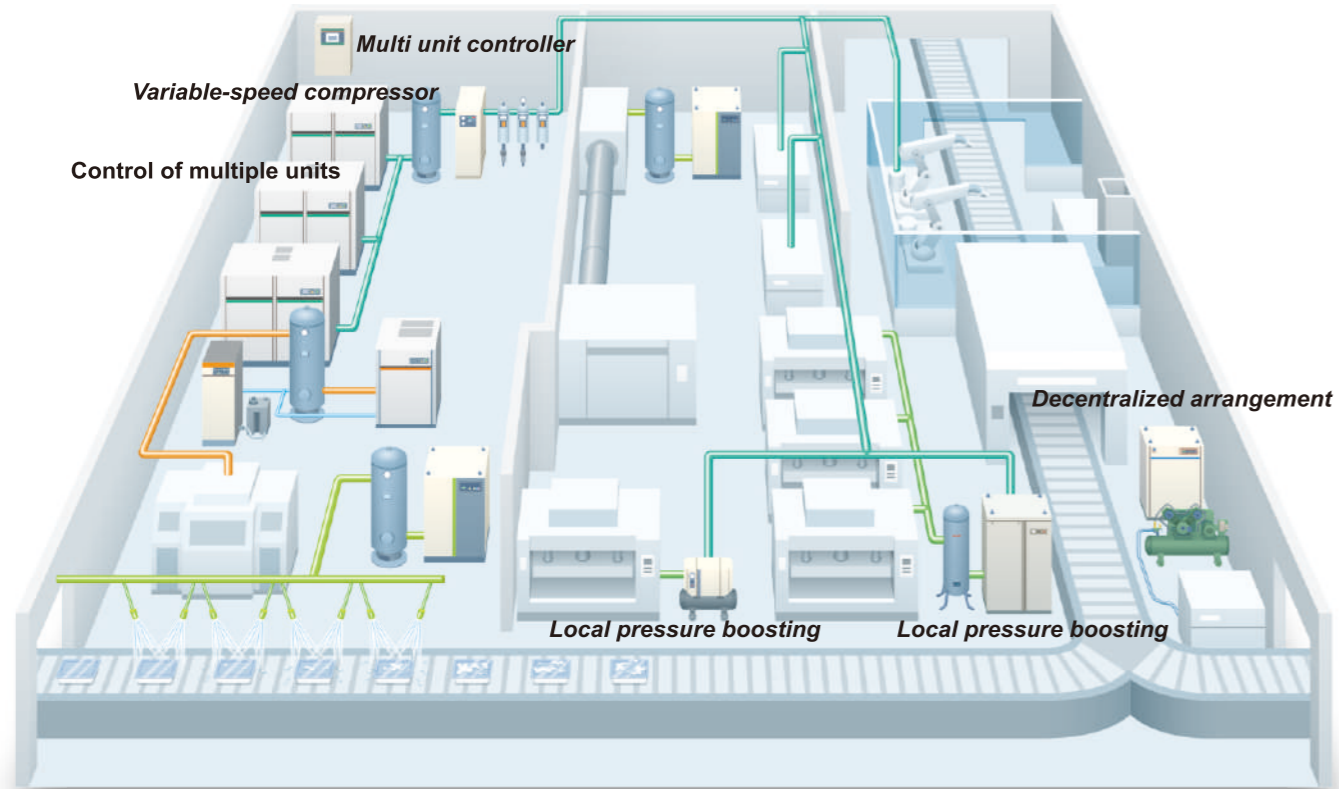 Multi unit controller
Variable-speed compressor
Control of multiple units
Decentralized arrangement
Local pressure boosting
Local pressure boosting